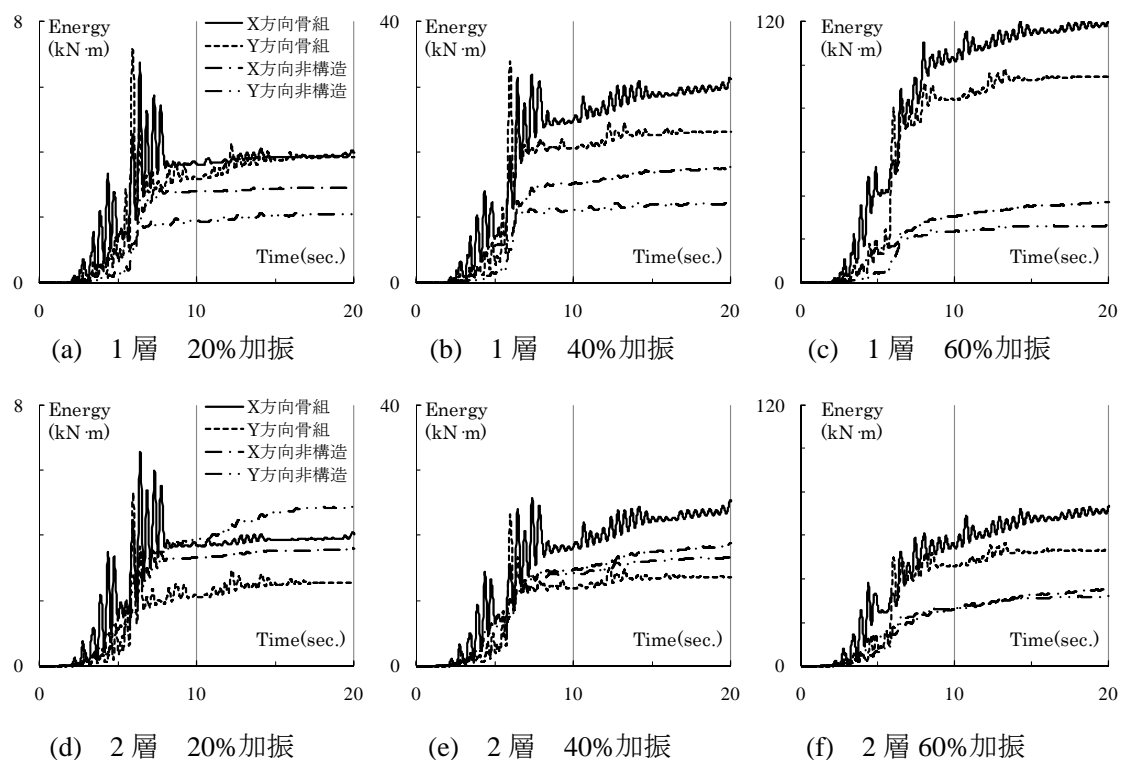 8
Energy
(kN·m)
X方向骨組
Y方向骨組
X方向非構造
Y方向非構造
Time(sec.)
0
0
10
20
(a) 1層 20%加振
40
Energy
(kN·m)
Time(sec.)
0
0
10
20
(b) 1層 40%加振
120
Energy
(kN·m)
Time(sec.)
0
0
10
20
(c) 1層 60%加振
8
Energy
(kN·m)
X方向骨組
Y方向骨組
X方向非構造
Y方向非構造
Time(sec.)
0
0
10
20
(d) 2層 20%加振
40
Energy
(kN·m)
Time(sec.)
0
0
10
20
(e) 2層 40%加振
120
Energy
(kN·m)
Time(sec.)
0
0
10
20
(f) 2層 60%加振